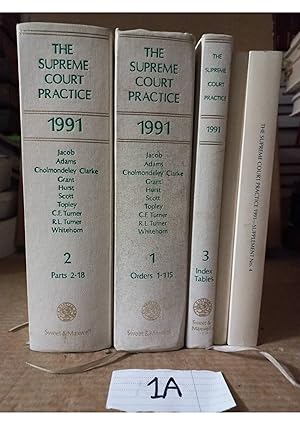 THE
SUPREME
COURT
PRACTICE
1991
Jacob
Adams
Cholmondeley Clarke
Grant
Hurst
Scott
Topley
C.F. Turner
R.L. Turner
Whitehorn
2
Parts 2-18
Sweet & Maxwell
THE
SUPREME
COURT
PRACTICE
1991
Jacob
Adams
Cholmondeley Clarke
Grant
Hurst
Scott
Topley
C.F. Turner
R.L. Turner
Whitehorn
1
Orders 1-115
Sweet & Maxwell
THE
SUPREME
COURT
PRACTICE
1991
3
Index
Tables
Sweet & Maxwell
THE SUPREME COURT PRACTICE 1991: SUPPLEMENT No. 4
1A